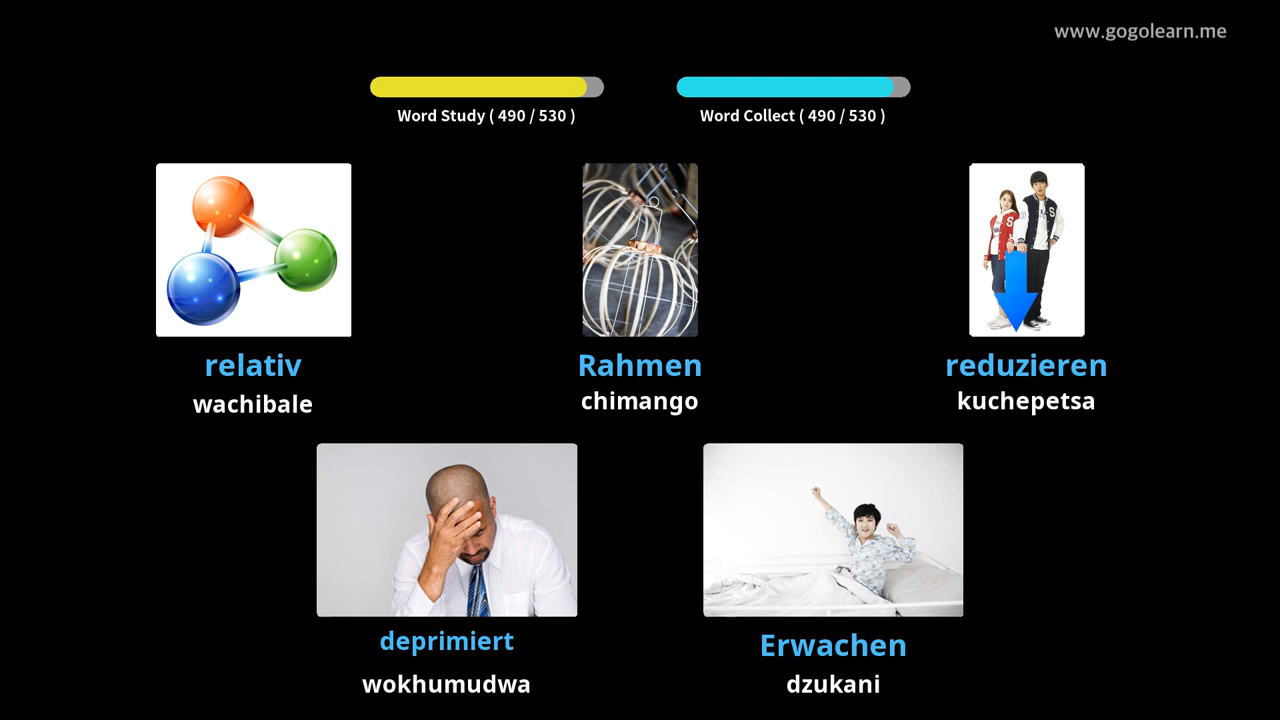 www.gogolearn.me
Word Study ( 490 / 530 )
Word Collect ( 490 / 530 )
relativ
wachibale
Rahmen
chimango
reduzieren
kuchepetsa
deprimiert
wokhumudwa
Erwachen
dzukani